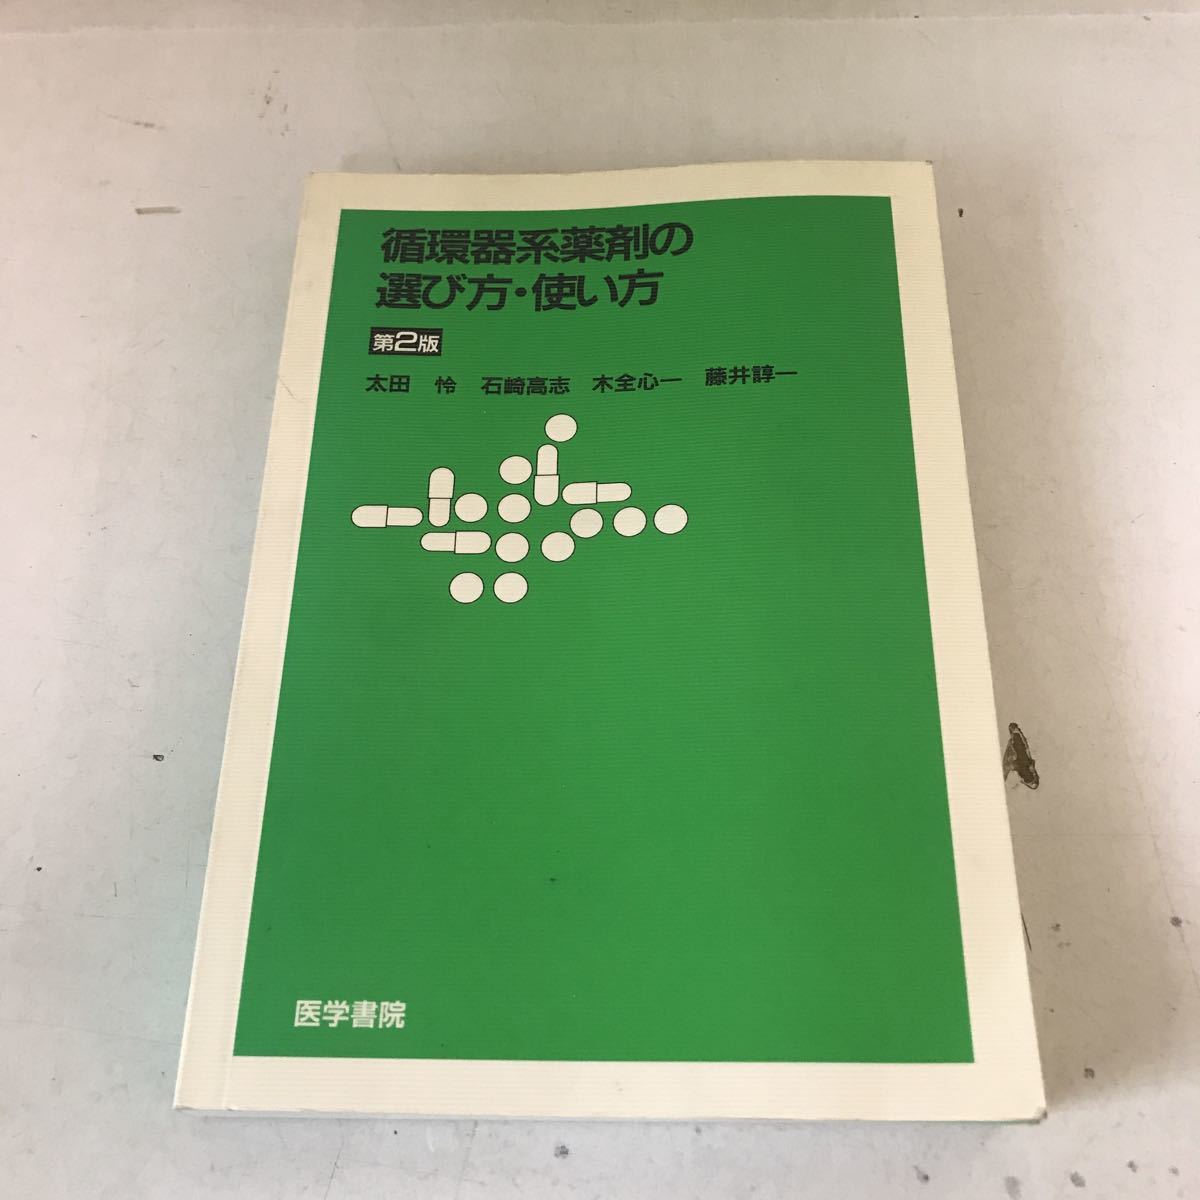 循環器系薬剤の
選び方・使い方
第2版
太田 怜 石崎高志 木全心一 藤井諄一
医学書院